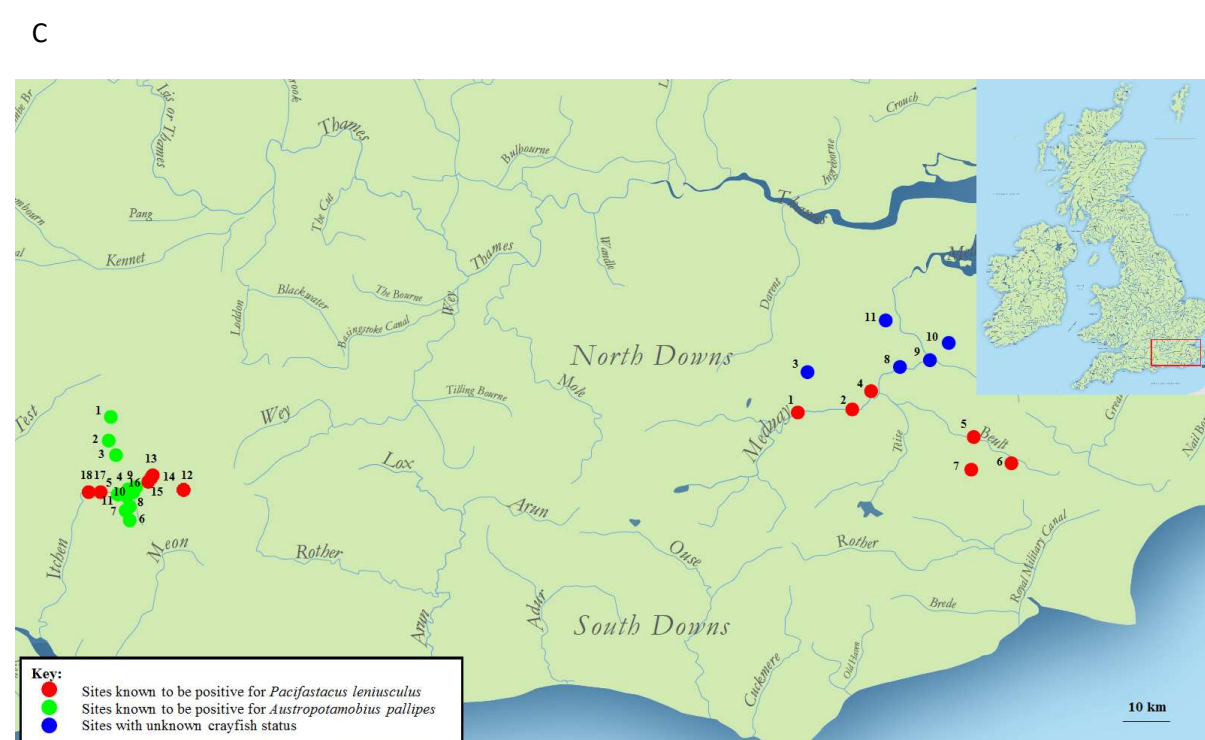 C
Isis or Thames
Thames
Bulbourne
Crouch
Ingreborne
Thames
The Cut
Pang
Kennet
Thames
Wandle
Darent
Blackwater
The Bourne
Loddon
Basingstoke Canal
Wey
North Downs
11
10
9
8
3
4
1
2
Mole
Tilling Bourne
Medway
Test
Wey
1
2
3
Teise
5
Beult
6
7
Lox
13
18 17 4 9 16 14 12
5 10 15
11 8
7 6
Arun
Itchen
Meon
Rother
Ouse
Rother
Royal Military Canal
Adur
Arun
South Downs
Brede
Old Haven
Cuckmere
Key:
Sites known to be positive for Pacifastacus leniusculus
Sites known to be positive for Austropotamobius pallipes
Sites with unknown crayfish status
10 km